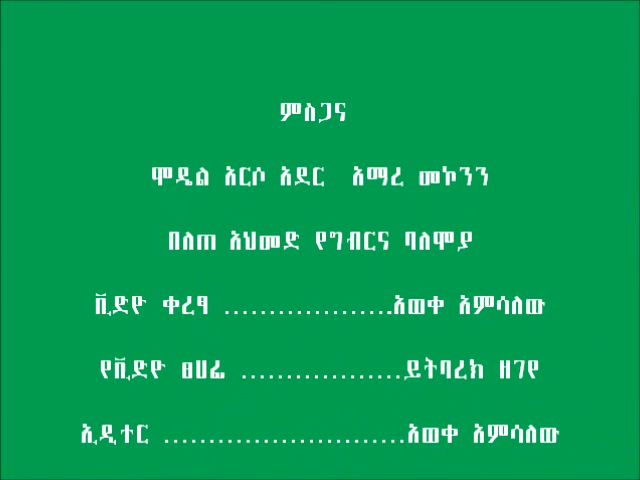 ምስጋና
ሞዴል አርሶ አደር አማረ መኮንን
በለጠ አህመድ የግብርና ባለሞያ
ቪድዮ ቀረፃ ...................አወቀ አምሳለው
የቪድዮ ፀሀፊ ..................ይትባረክ ዘገየ
ኢዲተር ...........................አወቀ አምሳለው